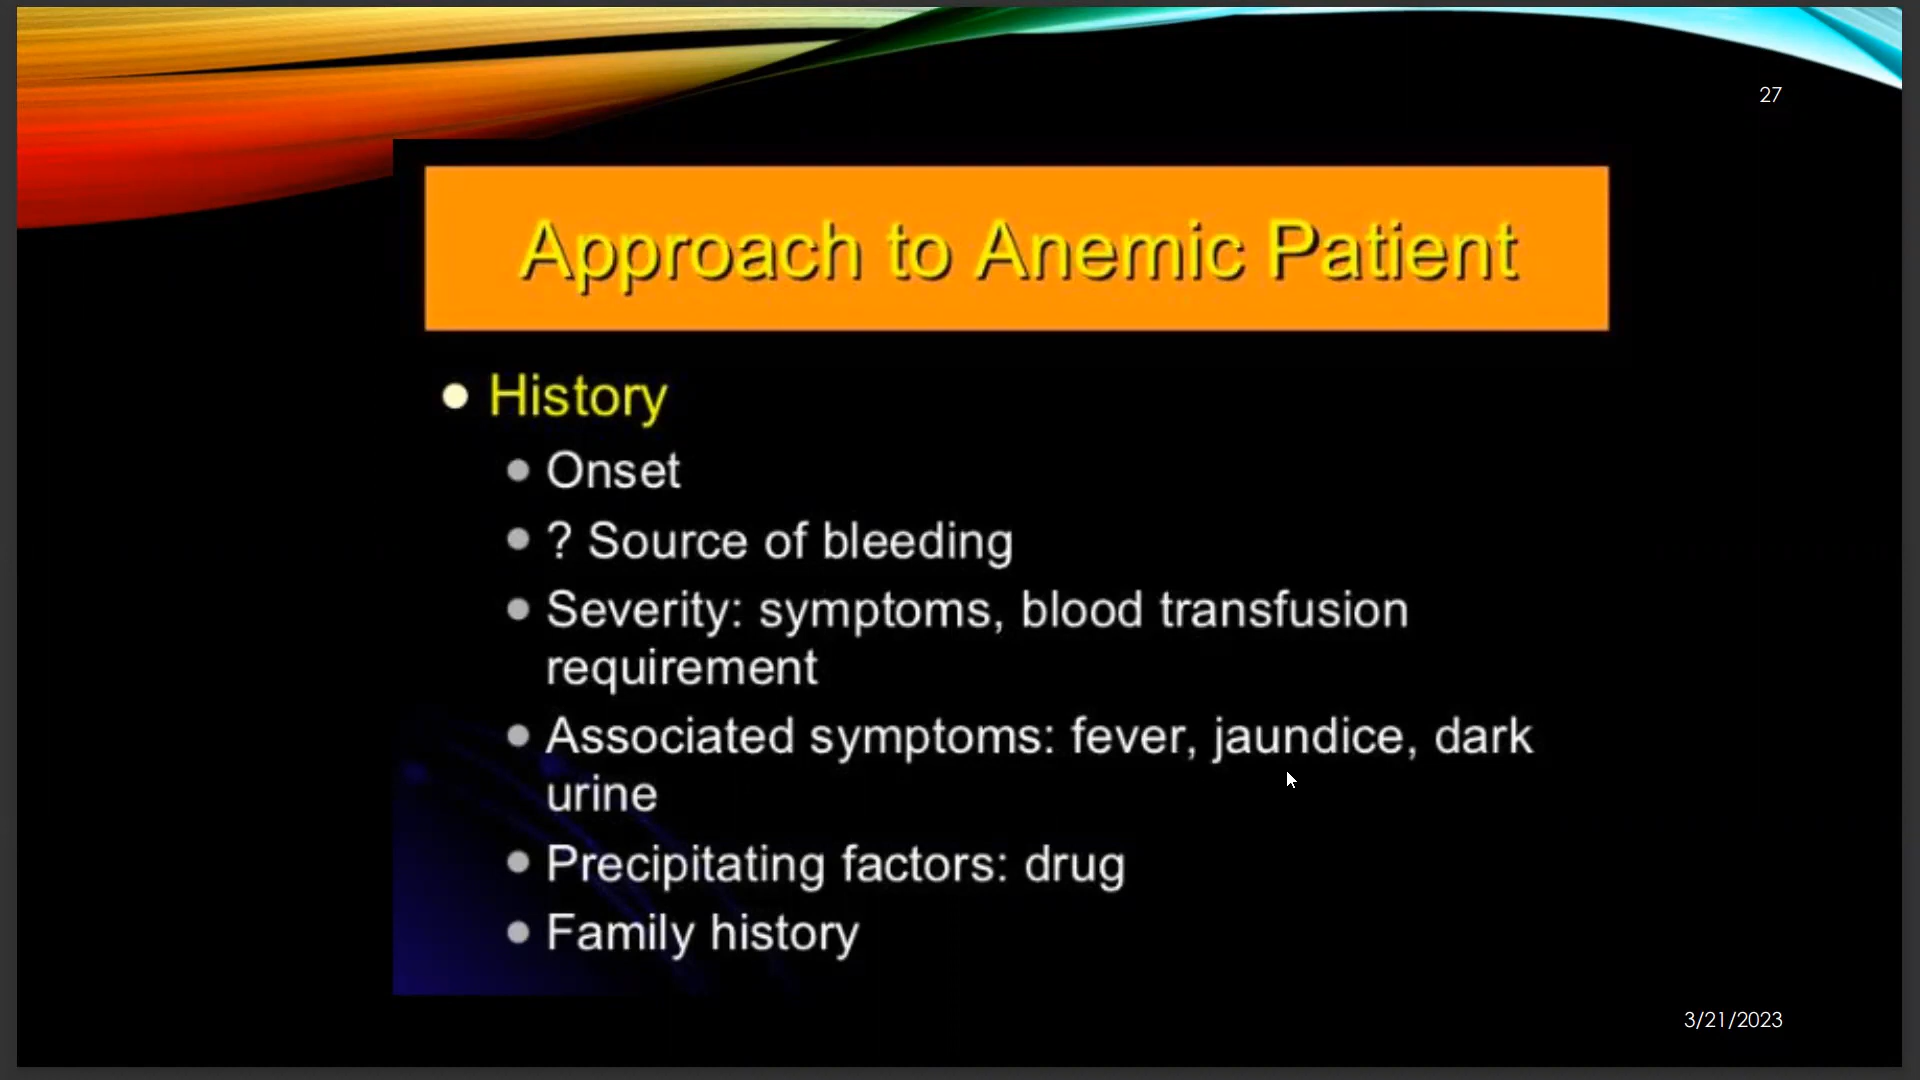 27
Approach to Anemic Patient
History
Onset
? Source of bleeding
Severity: symptoms, blood transfusion
requirement
Associated symptoms: fever, jaundice, dark
urine
Precipitating factors: drug
Family history
3/21/2023